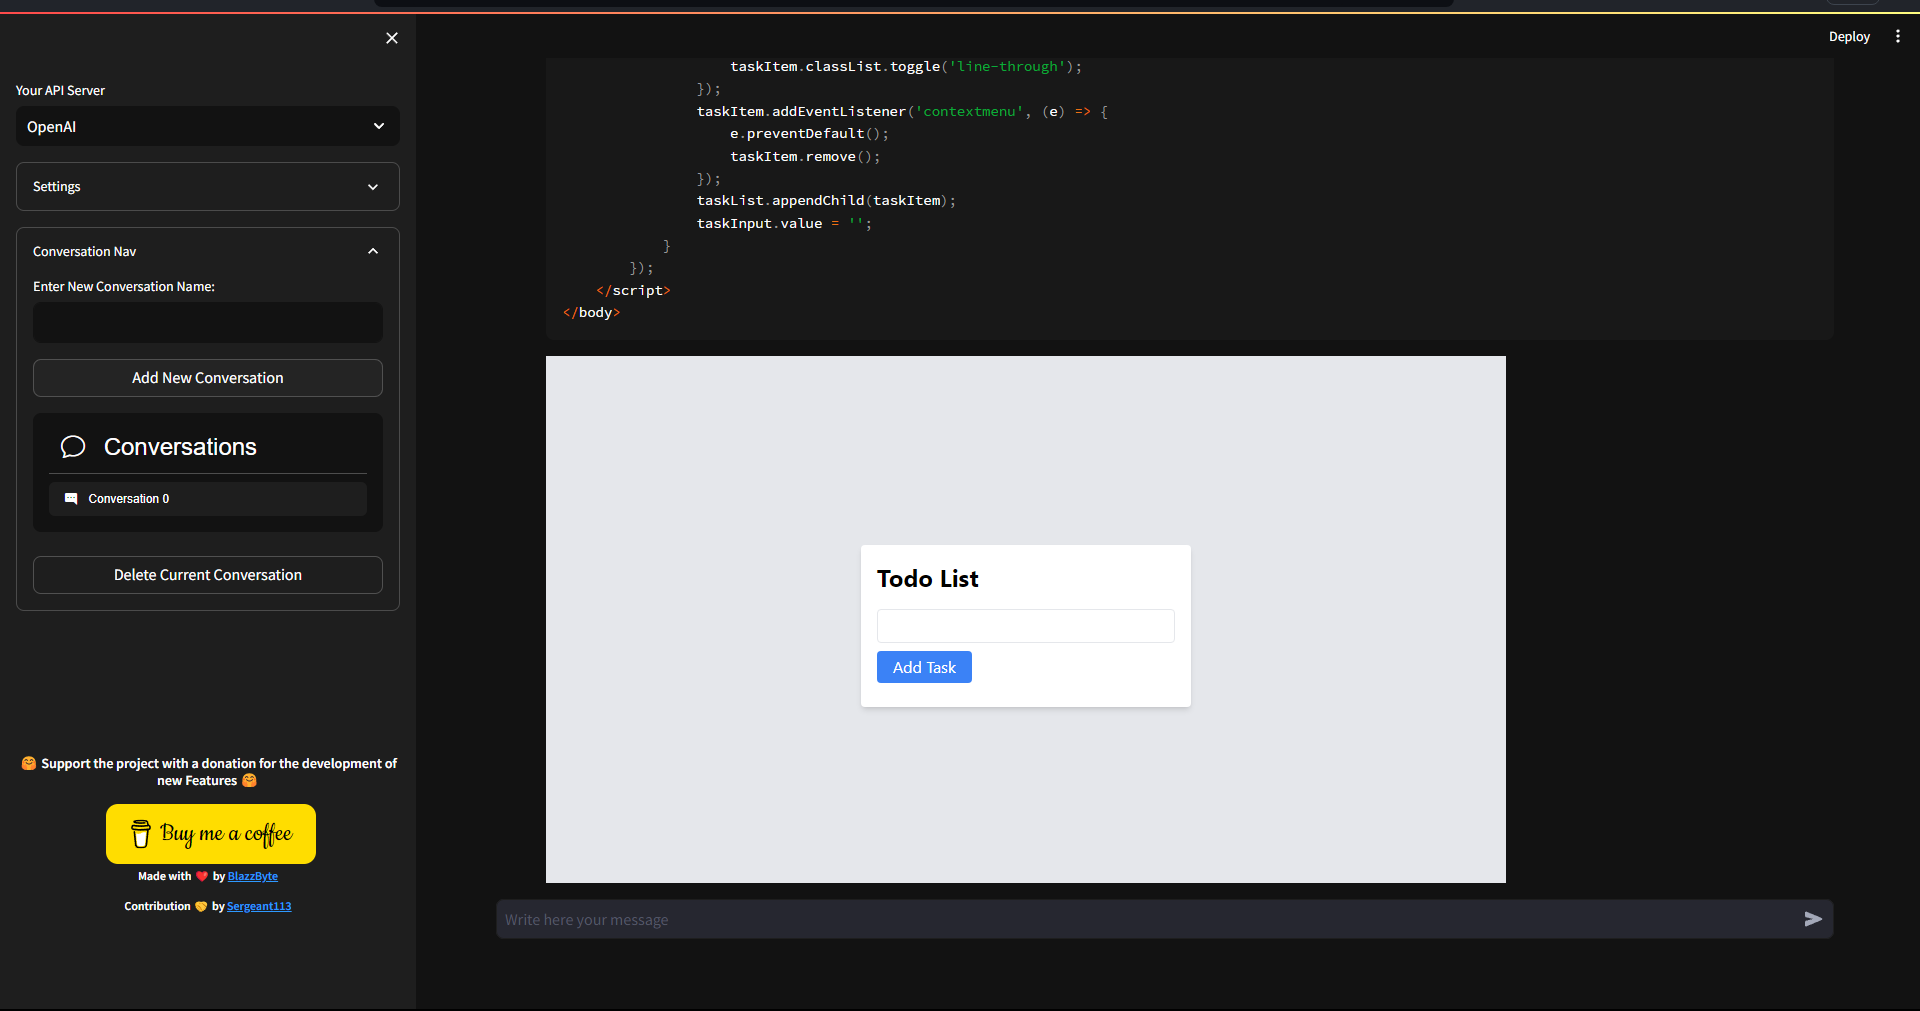 Deploy
Your API Server
OpenAI
Settings
Conversation Nav
Enter New Conversation Name:
Add New Conversation
Conversations
Conversation 0
Delete Current Conversation
🤗 Support the project with a donation for the development of
new Features 🤗
Buy me a coffee
Made with ❤️ by BlazzByte
Contribution 🤝 by Sergeant113
taskItem.classList.toggle('line-through');
});
taskItem.addEventListener('contextmenu', (e) => {
e.preventDefault();
taskItem.remove();
});
taskList.appendChild(taskItem);
taskInput.value = '';
}
});
</script>
</body>
Todo List
Add Task
Write here your message